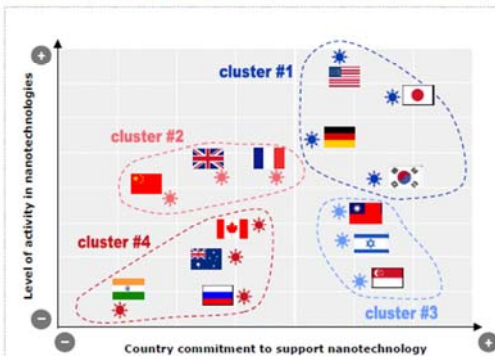 cluster #1
cluster #2
cluster #4
cluster #3
Level of activity in nanotechnologies
Country commitment to support nanotechnology